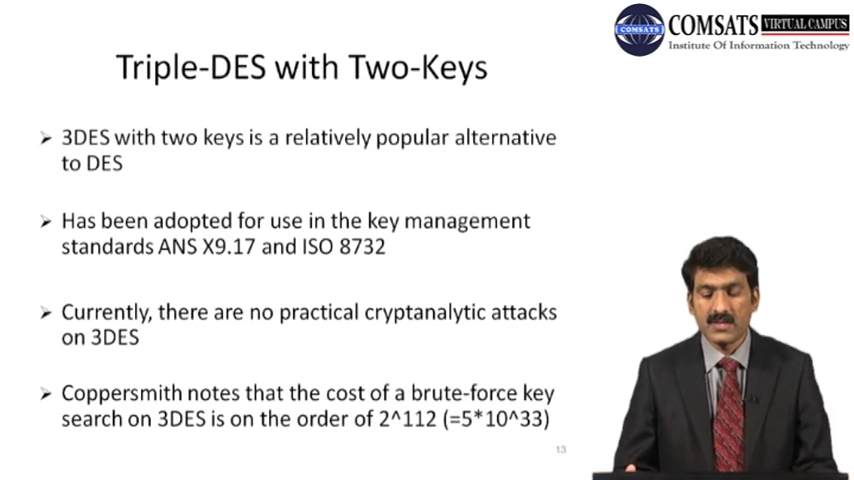 COMSATS
COMSATS VIRTUAL CAMPUS
Institute Of Information Technology
Triple-DES with Two-Keys
➢ 3DES with two keys is a relatively popular alternative
to DES
➢ Has been adopted for use in the key management
standards ANS X9.17 and ISO 8732
➢ Currently, there are no practical cryptanalytic attacks
on 3DES
➢ Coppersmith notes that the cost of a brute-force key
search on 3DES is on the order of 2^112 (=5*10^33)
13